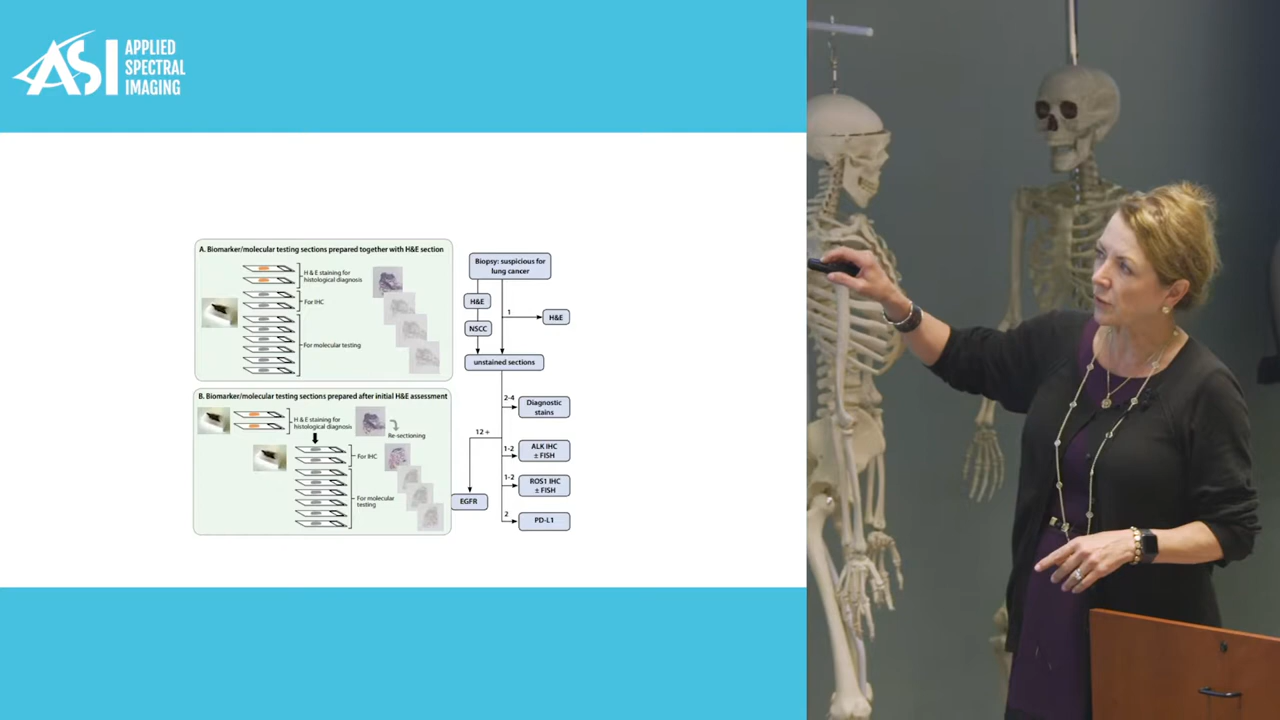 ASI
APPLIED
SPECTRAL
IMAGING
A. Biomarker/molecular testing sections prepared together with H&E section
H & E staining for
histological diagnosis
For IHC
For molecular testing
B. Biomarker/molecular testing sections prepared after initial H&E assessment
H & E staining for
histological diagnosis
Re-sectioning
For IHC
For molecular
testing
Biopsy: suspicious for
lung cancer
H&E
1
H&E
NSCC
unstained sections
2-4
Diagnostic
stains
12 +
1-2
ALK IHC
± FISH
1-2
ROS1 IHC
± FISH
EGFR
2
PD-L1